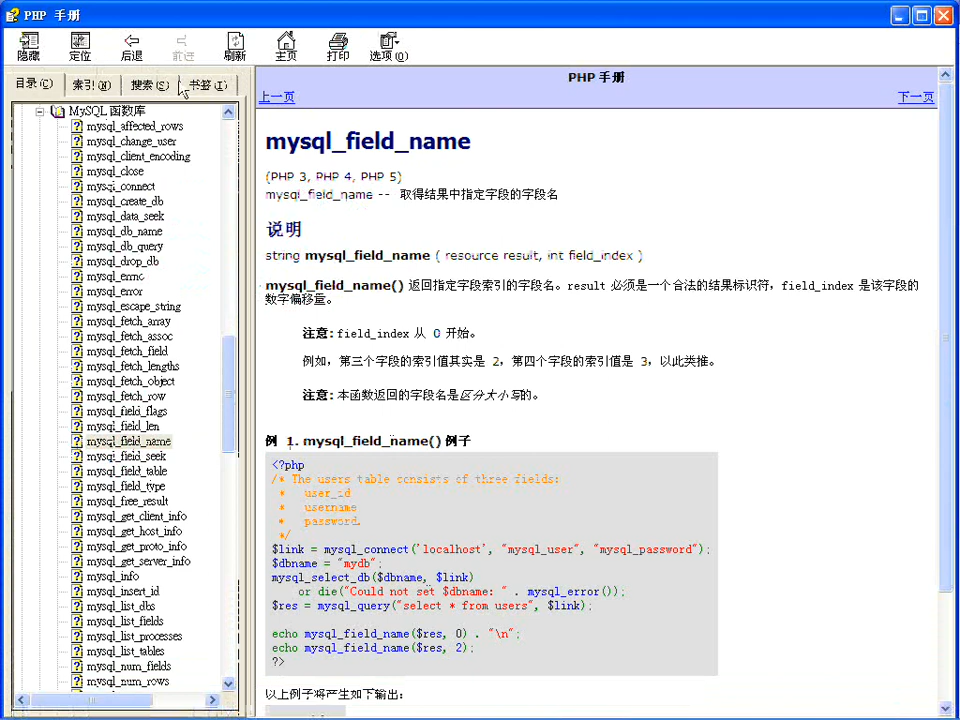 PHP 手册
隐藏 定位 后退 前进 刷新 主页 打印 选项(O)
目录(C) 索引(N) 搜索(S) 书签(I)
MySQL 函数库
mysql_affected_rows
mysql_change_user
mysql_client_encoding
mysql_close
mysql_connect
mysql_create_db
mysql_data_seek
mysql_db_name
mysql_db_query
mysql_drop_db
mysql_errno
mysql_error
mysql_escape_string
mysql_fetch_array
mysql_fetch_assoc
mysql_fetch_field
mysql_fetch_lengths
mysql_fetch_object
mysql_fetch_row
mysql_field_flags
mysql_field_len
mysql_field_name
mysql_field_seek
mysql_field_table
mysql_field_type
mysql_free_result
mysql_get_client_info
mysql_get_host_info
mysql_get_proto_info
mysql_get_server_info
mysql_info
mysql_insert_id
mysql_list_dbs
mysql_list_fields
mysql_list_processes
mysql_list_tables
mysql_num_fields
mysql_num_rows
PHP 手册
上一页 下一页
mysql_field_name
(PHP 3, PHP 4, PHP 5)
mysql_field_name -- 取得结果中指定字段的字段名
说明
string mysql_field_name ( resource result, int field_index )
mysql_field_name() 返回指定字段索引的字段名。result 必须是一个合法的结果标识符，field_index 是该字段的
数字偏移量。
注意: field_index 从 0 开始。
例如，第三个字段的索引值其实是 2，第四个字段的索引值是 3，以此类推。
注意: 本函数返回的字段名是区分大小写的。
例 1. mysql_field_name() 例子
<?php
/* The users table consists of three fields:
*   user_id
*   username
*   password.
*/
$link = mysql_connect('localhost', "mysql_user", "mysql_password");
$dbname = "mydb";
mysql_select_db($dbname, $link)
or die("Could not set $dbname: " . mysql_error());
$res = mysql_query("select * from users", $link);
echo mysql_field_name($res, 0) . "\n";
echo mysql_field_name($res, 2);
?>
以上例子将产生如下输出：